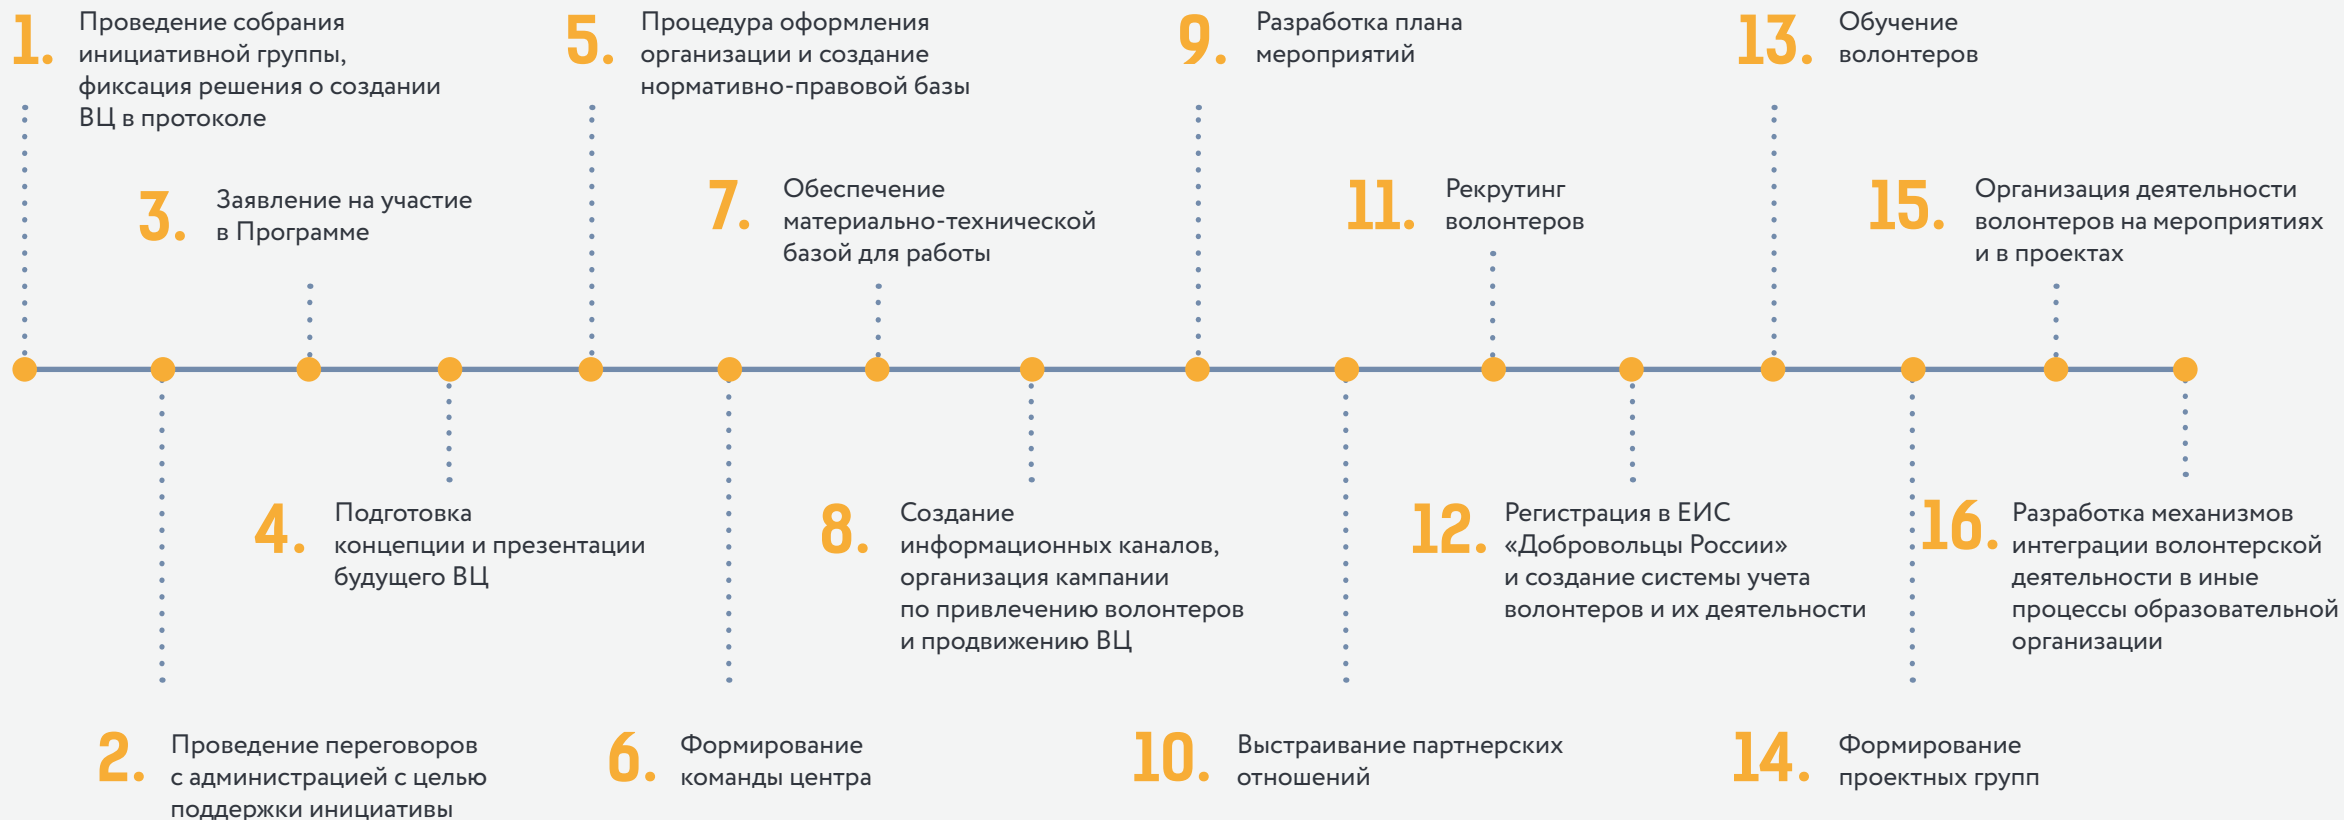 1.
Проведение собрания
инициативной группы,
фиксация решения о создании
ВЦ в протоколе
2.
Проведение переговоров
с администрацией с целью
поддержки инициативы
3.
Заявление на участие
в Программе
4.
Подготовка
концепции и презентации
будущего ВЦ
5.
Процедура оформления
организации и создание
нормативно-правовой базы
6.
Формирование
команды центра
7.
Обеспечение
материально-технической
базой для работы
8.
Создание
информационных каналов,
организация кампании
по привлечению волонтеров
и продвижению ВЦ
9.
Разработка плана
мероприятий
10.
Выстраивание партнерских
отношений
11.
Рекрутинг
волонтеров
12.
Регистрация в ЕИС
«Добровольцы России»
и создание системы учета
волонтеров и их деятельности
13.
Обучение
волонтеров
14.
Формирование
проектных групп
15.
Организация деятельности
волонтеров на мероприятиях
и в проектах
16.
Разработка механизмов
интеграции волонтерской
деятельности в иные
процессы образовательной
организации